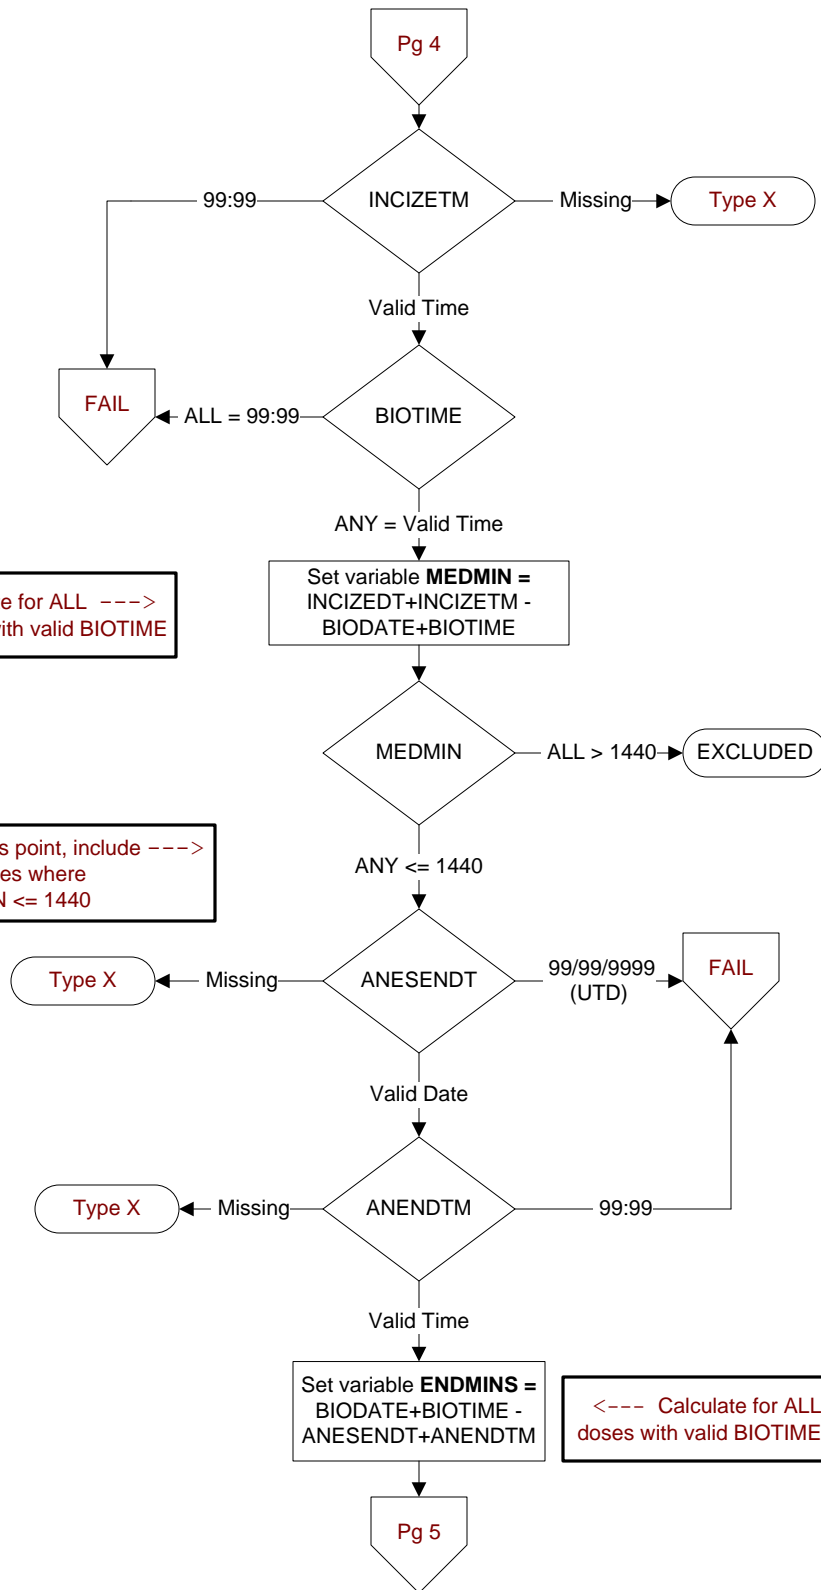 Pg 4
99:99
INCIZETM
Missing
Type X
Valid Time
FAIL
ALL = 99:99
BIOTIME
ANY = Valid Time
e for ALL --->
ith valid BIOTIME
Set variable MEDMIN =
INCIZEDT+INCIZETM -
BIODATE+BIOTIME
MEDMIN
ALL > 1440
EXCLUDED
s point, include --->
es where
N <= 1440
ANY <= 1440
Type X
Missing
ANESENDT
99/99/9999
(UTD)
FAIL
Valid Date
Type X
Missing
ANENDTM
99:99
Valid Time
Set variable ENDMINS =
BIODATE+BIOTIME -
ANESENDT+ANENDTM
<--- Calculate for ALL
doses with valid BIOTIME
Pg 5